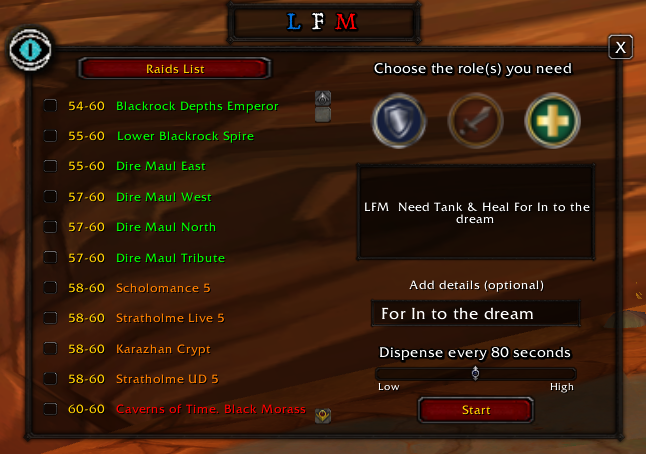 L F M
X
Raids List
54-60 Blackrock Depths Emperor
55-60 Lower Blackrock Spire
55-60 Dire Maul East
57-60 Dire Maul West
57-60 Dire Maul North
57-60 Dire Maul Tribute
58-60 Scholomance 5
58-60 Stratholme Live 5
58-60 Karazhan Crypt
58-60 Stratholme UD 5
60-60 Caverns of Time. Black Morass
Choose the role(s) you need
LFM Need Tank & Heal For In to the
dream
Add details (optional)
For In to the dream
Dispense every 80 seconds
Low High
Start